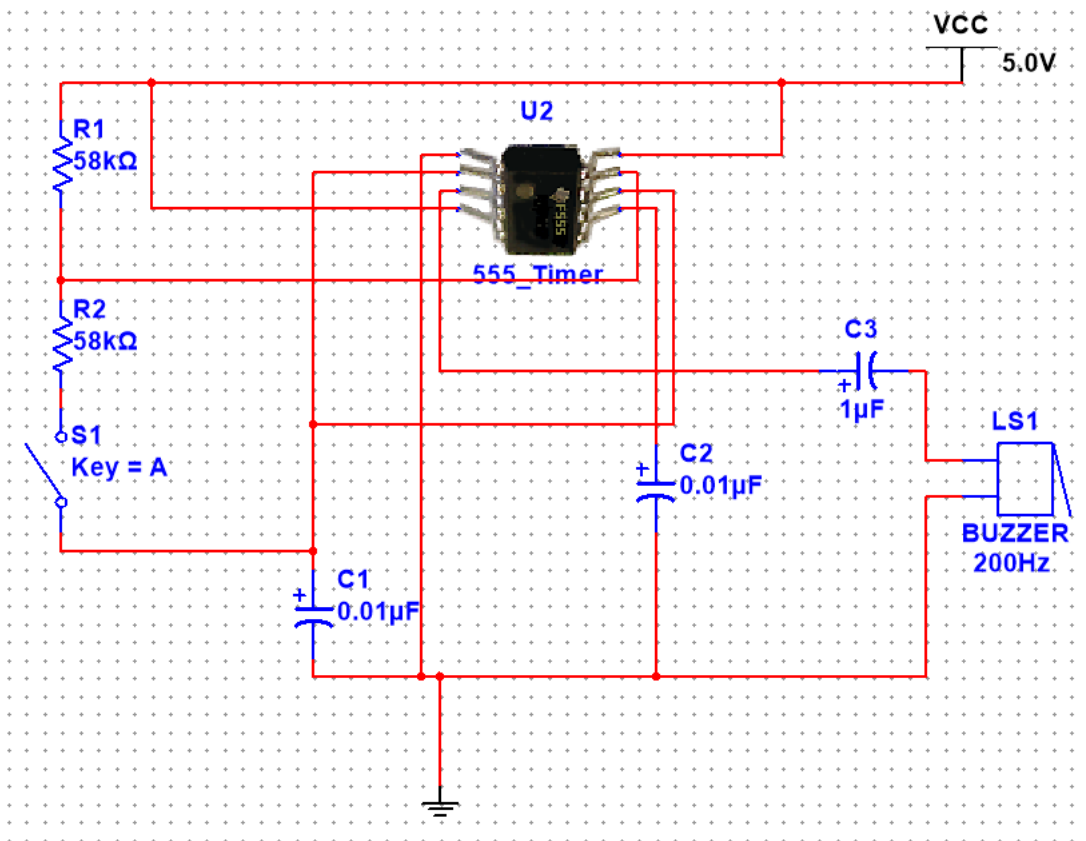 VCC
5.0V
U2
R1
58kΩ
555_Timer
R2
58kΩ
C3
+
1µF
S1
Key = A
LS1
C2
+
0.01µF
BUZZER
200Hz
C1
+
0.01µF